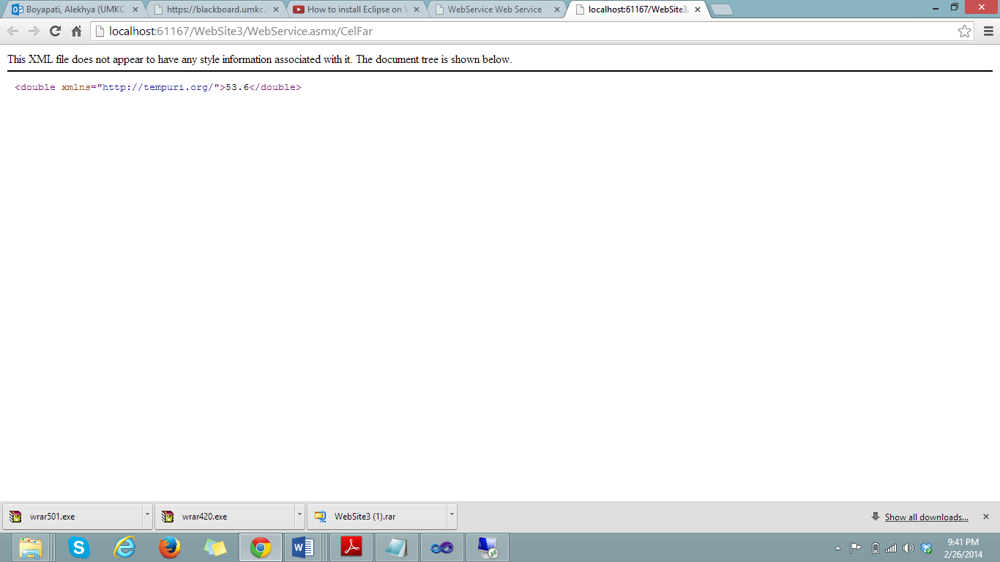 Boyapati, Alekhya (UMKC
https://blackboard.umkc.
How to install Eclipse on
WebService Web Service
localhost:61167/WebSite3
localhost:61167/WebSite3/WebService.asmx/CelFar
This XML file does not appear to have any style information associated with it. The document tree is shown below.
<double xmlns="http://tempuri.org/">53.6</double>
wrar501.exe
wrar420.exe
WebSite3 (1).rar
Show all downloads...
9:41 PM
2/26/2014